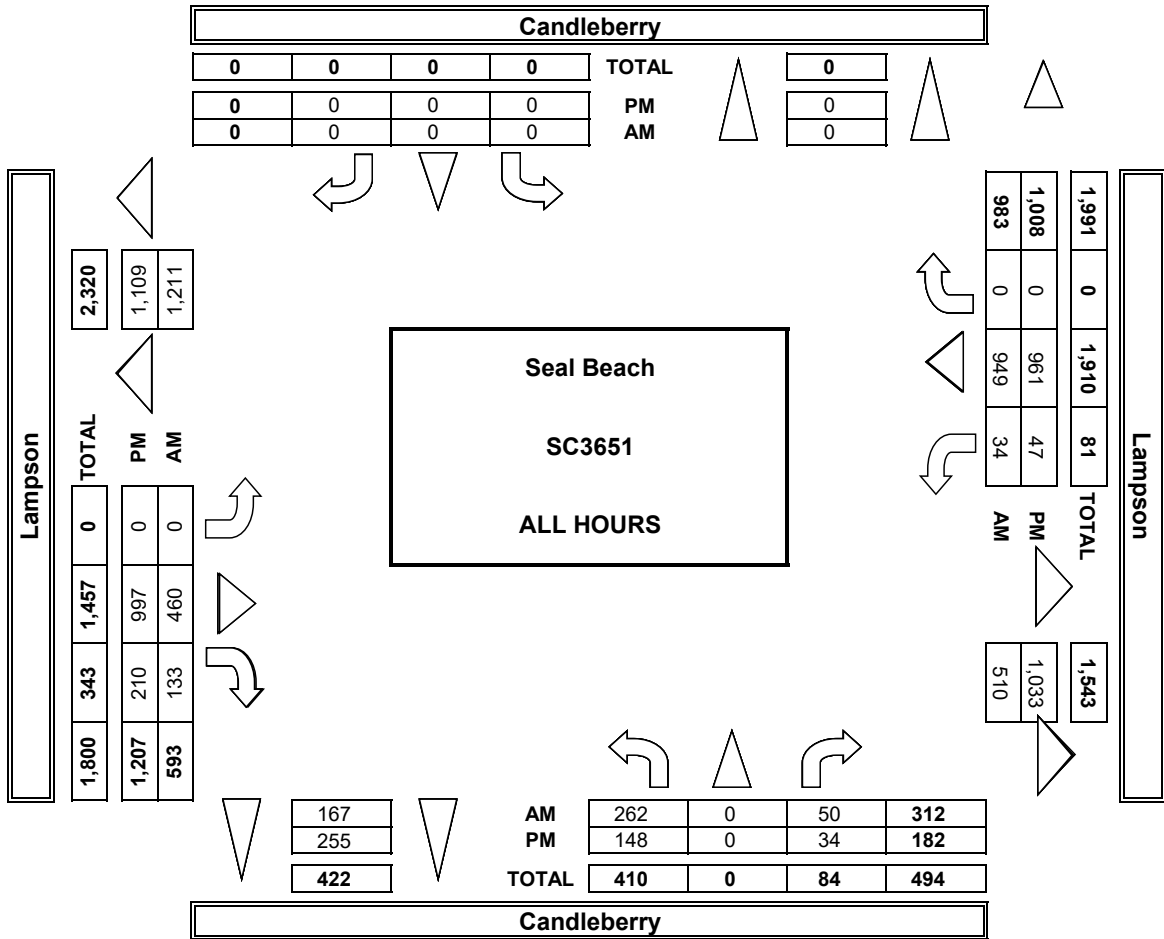 Candleberry
0 0 0 0 TOTAL 0
0 0 0 0 PM 0
0 0 0 0 AM 0
Lampson
2,320
1,109
1,211
TOTAL 0 1,457 343 1,800
PM 0 997 210 1,207
AM 0 460 133 593
Seal Beach
SC3651
ALL HOURS
1,991 0 1,910 81 TOTAL
1,008 0 961 47 PM
983 0 949 34 AM
1,543
1,033
510
Lampson
167 AM 262 0 50 312
255 PM 148 0 34 182
422 TOTAL 410 0 84 494
Candleberry